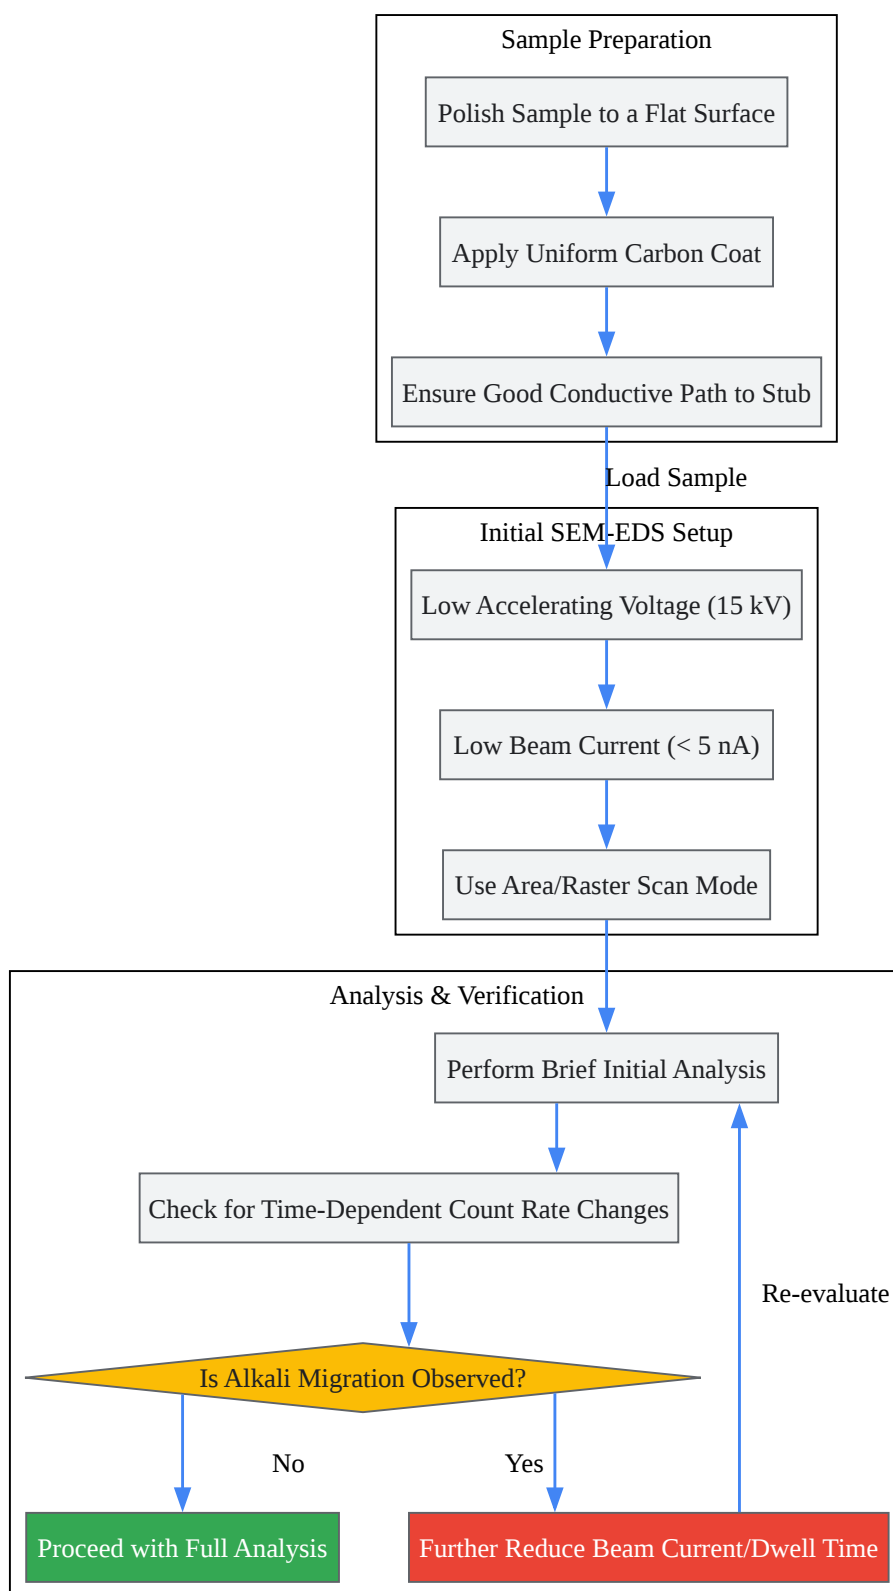 Sample Preparation
Polish Sample to a Flat Surface
Apply Uniform Carbon Coat
Ensure Good Conductive Path to Stub
Load Sample
Initial SEM-EDS Setup
Low Accelerating Voltage (15 kV)
Low Beam Current (< 5 nA)
Use Area/Raster Scan Mode
Analysis & Verification
Perform Brief Initial Analysis
Check for Time-Dependent Count Rate Changes
Re-evaluate
Is Alkali Migration Observed?
No
Yes
Proceed with Full Analysis
Further Reduce Beam Current/Dwell Time